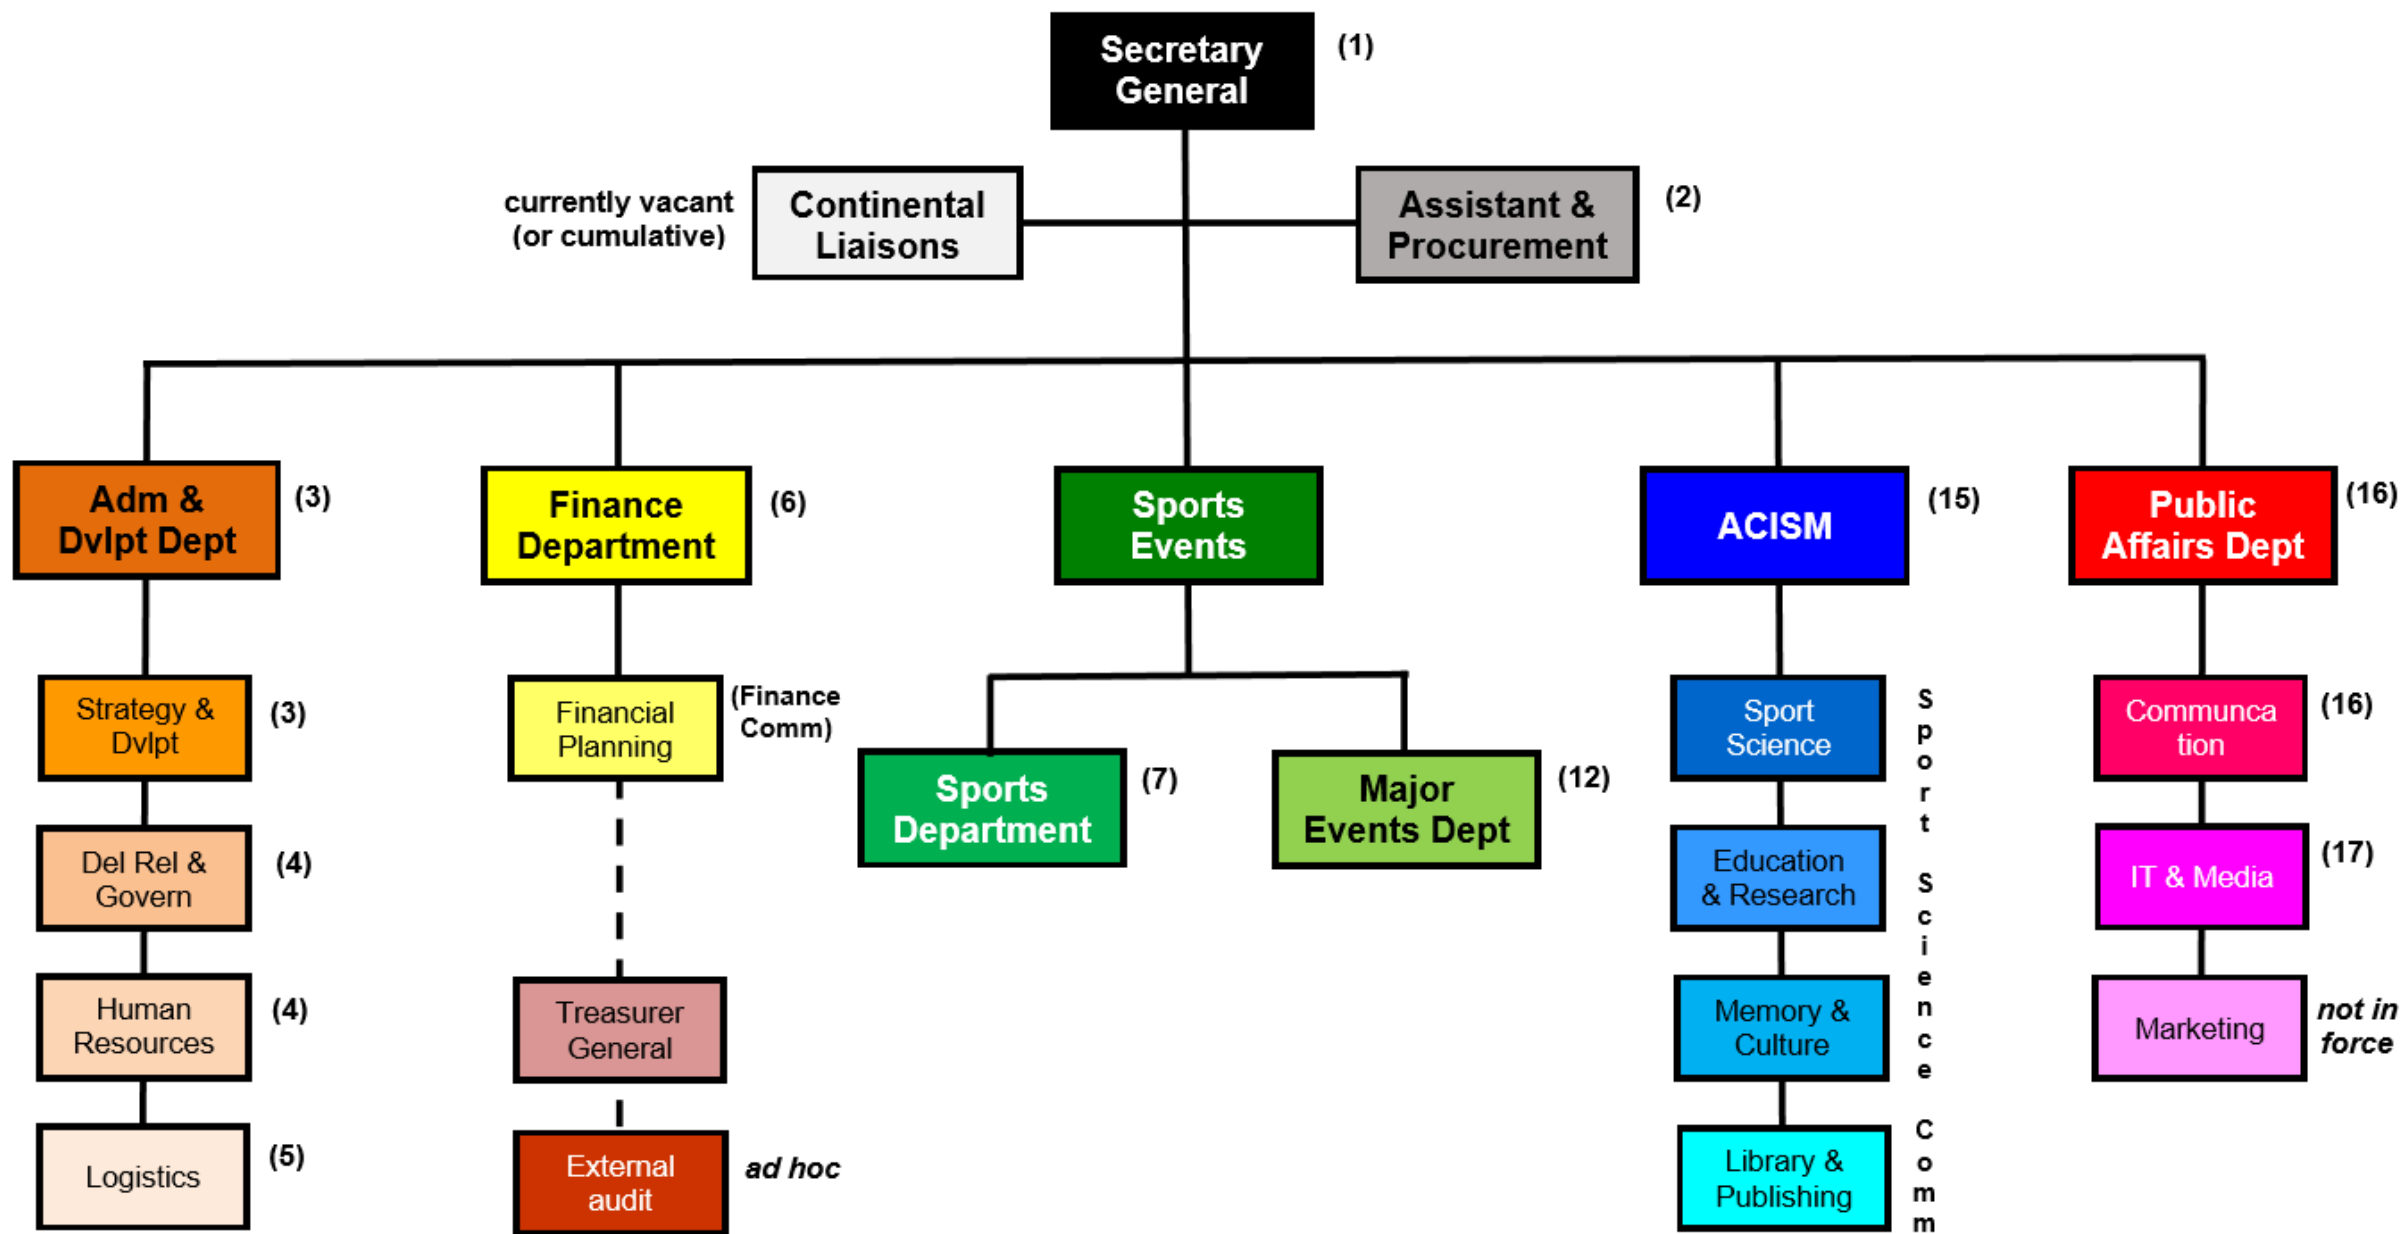 Secretary
General
(1)
currently vacant
(or cumulative)
Continental
Liaisons
Assistant &
Procurement
(2)
Adm &
Dvlpt Dept
(3)
Finance
Department
(6)
Sports
Events
ACISM
(15)
Public
Affairs Dept
(16)
Strategy &
Dvlpt
(3)
Financial
Planning
(Finance
Comm)
Sports
Department
(7)
Major
Events Dept
(12)
Sport
Science
Sport Science Comm
Communca
tion
(16)
Del Rel &
Govern
(4)
Education
& Research
IT & Media
(17)
Human
Resources
(4)
Treasurer
General
Memory &
Culture
Marketing
not in
force
Logistics
(5)
External
audit
ad hoc
Library &
Publishing